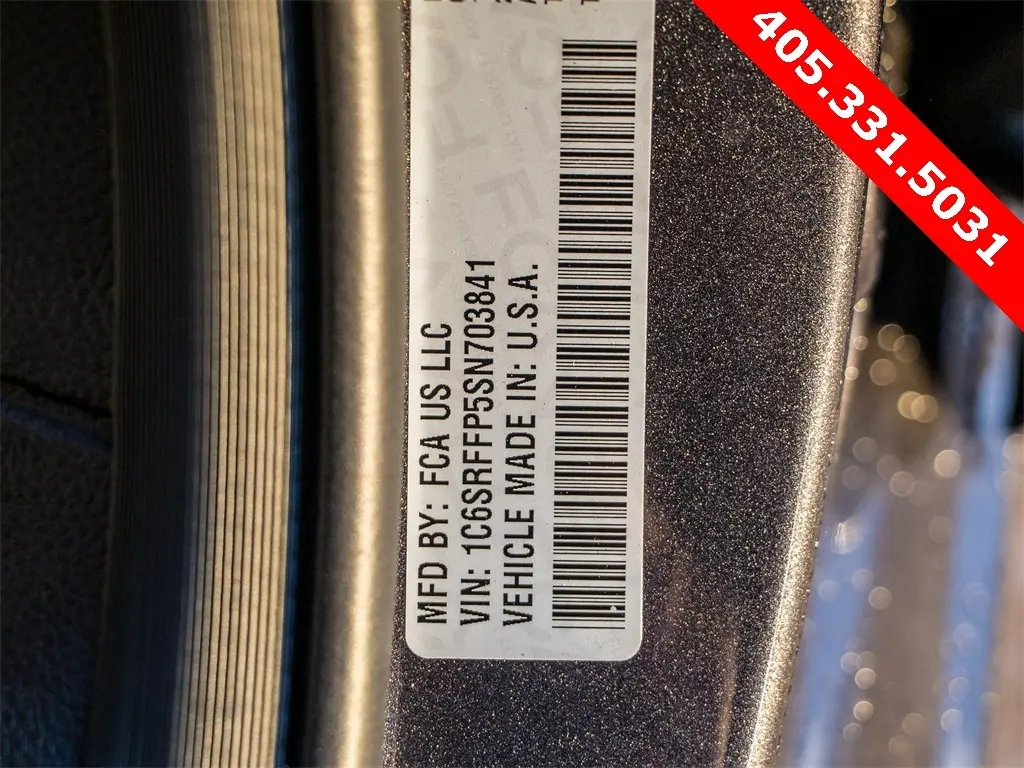 MFD BY: FCA US LLC
VIN: 1C6SRFFP5SN703841
VEHICLE MADE IN: U.S.A.
405.331.5031